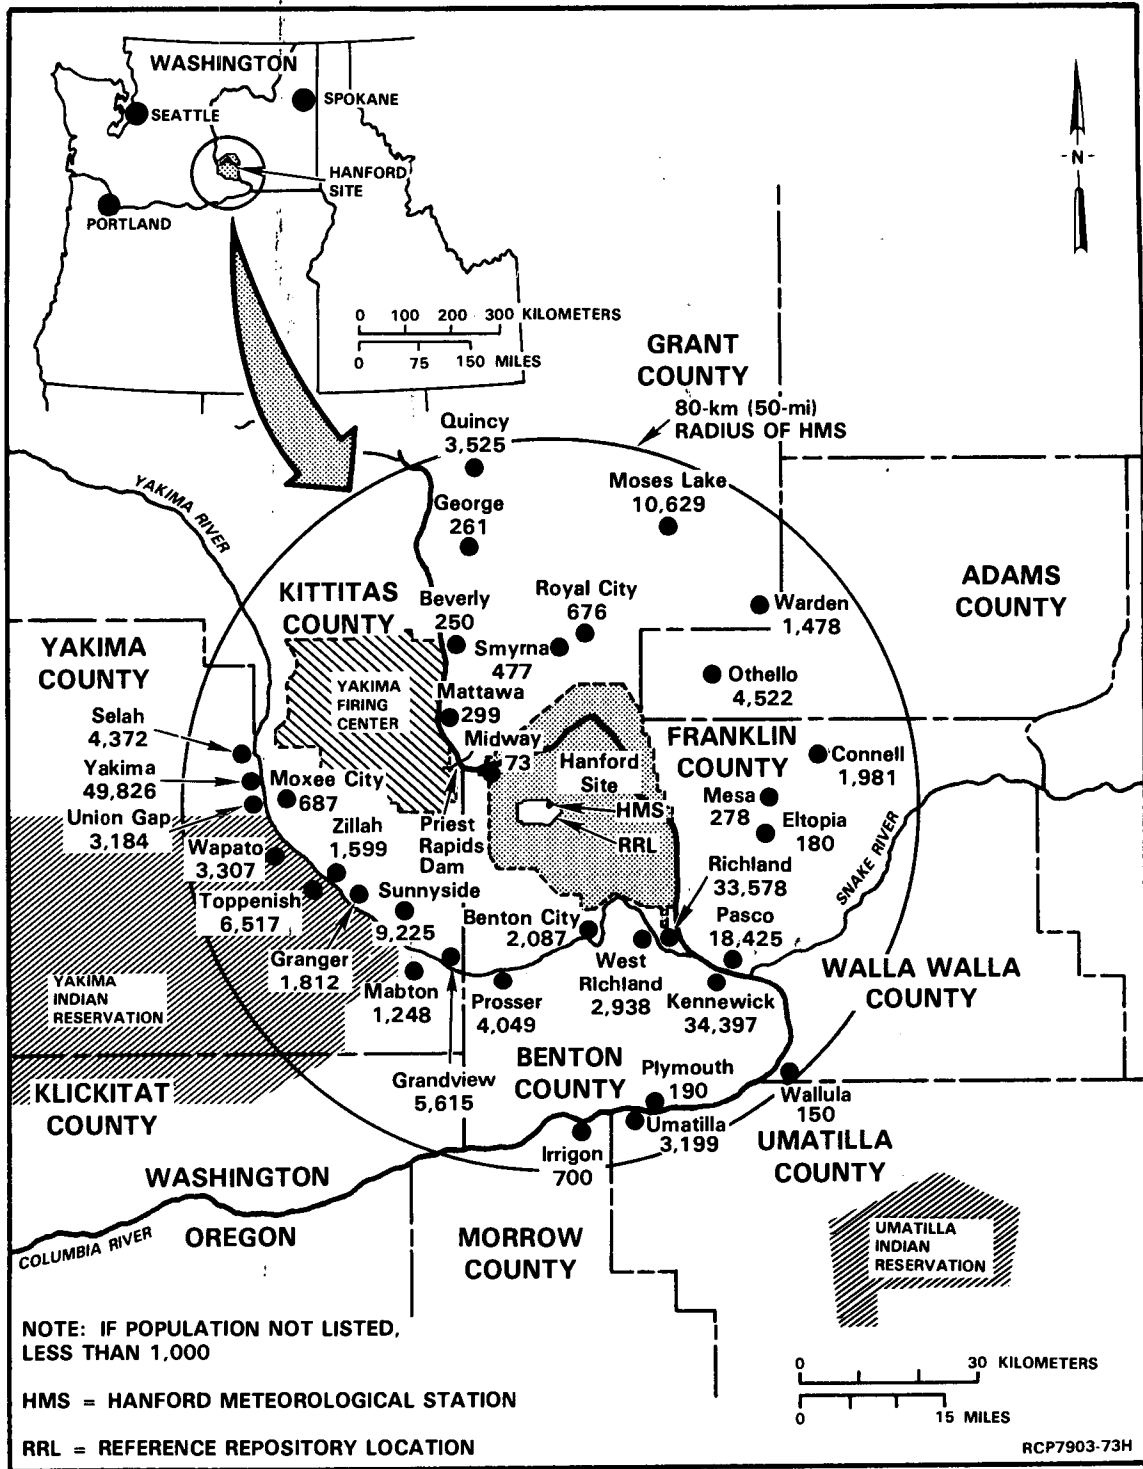 WASHINGTON
SPOKANE
SEATTLE
HANFORD
SITE
PORTLAND
-N-
0 100 200 300 KILOMETERS
0 75 150 MILES
GRANT
COUNTY
80-km (50-mi)
RADIUS OF HMS
Quincy
3,525
YAKIMA RIVER
Moses Lake
10,629
George
261
ADAMS
COUNTY
KITTITAS
COUNTY
Beverly
250
Royal City
676
Warden
1,478
Smyrna
477
YAKIMA
COUNTY
Othello
4,522
YAKIMA
FIRING
CENTER
Mattawa
299
Selah
4,372
Midway
73
FRANKLIN
COUNTY
Hanford
Site
Connell
1,981
Yakima
49,826
Moxee City
687
Mesa
278
HMS
Union Gap
3,184
Zillah
1,599
Priest
Rapids
Dam
RRL
Eltopia
180
SNAKE RIVER
Wapato
3,307
Richland
33,578
Toppenish
6,517
Sunnyside
9,225
Benton City
2,087
Pasco
18,425
Granger
1,812
West
Richland
2,938
WALLA WALLA
COUNTY
YAKIMA
INDIAN
RESERVATION
Mabton
1,248
Prosser
4,049
Kennewick
34,397
BENTON
COUNTY
Plymouth
190
Grandview
5,615
Wallula
150
KLICKITAT
COUNTY
Umatilla
3,199
UMATILLA
COUNTY
Irrigon
700
WASHINGTON
OREGON
COLUMBIA RIVER
MORROW
COUNTY
UMATILLA
INDIAN
RESERVATION
NOTE: IF POPULATION NOT LISTED,
LESS THAN 1,000
0 30 KILOMETERS
0 15 MILES
HMS = HANFORD METEOROLOGICAL STATION
RRL = REFERENCE REPOSITORY LOCATION
RCP7903-73H